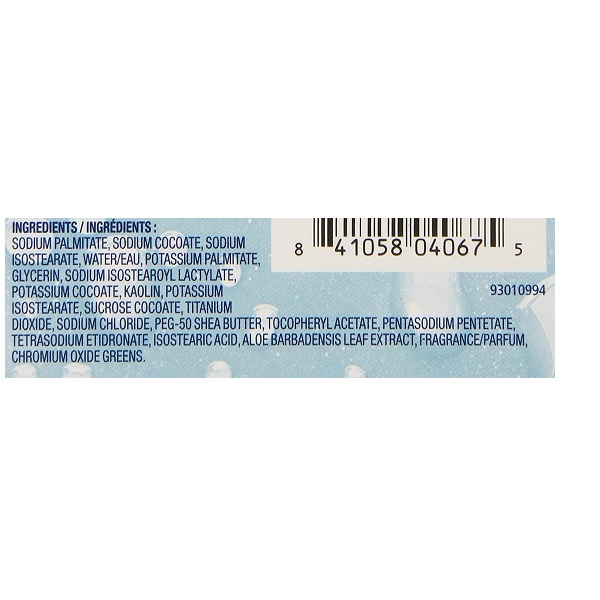 INGREDIENTS / INGRÉDIENTS :
SODIUM PALMITATE, SODIUM COCOATE, SODIUM
ISOSTEARATE, WATER/EAU, POTASSIUM PALMITATE,
GLYCERIN, SODIUM ISOSTEAROYL LACTYLATE,
POTASSIUM COCOATE, KAOLIN, POTASSIUM
ISOSTEARATE, SUCROSE COCOATE, TITANIUM
DIOXIDE, SODIUM CHLORIDE, PEG-50 SHEA BUTTER, TOCOPHERYL ACETATE, PENTASODIUM PENTETATE,
TETRASODIUM ETIDRONATE, ISOSTEARIC ACID, ALOE BARBADENSIS LEAF EXTRACT, FRAGRANCE/PARFUM,
CHROMIUM OXIDE GREENS.
8 41058 04067 5
93010994